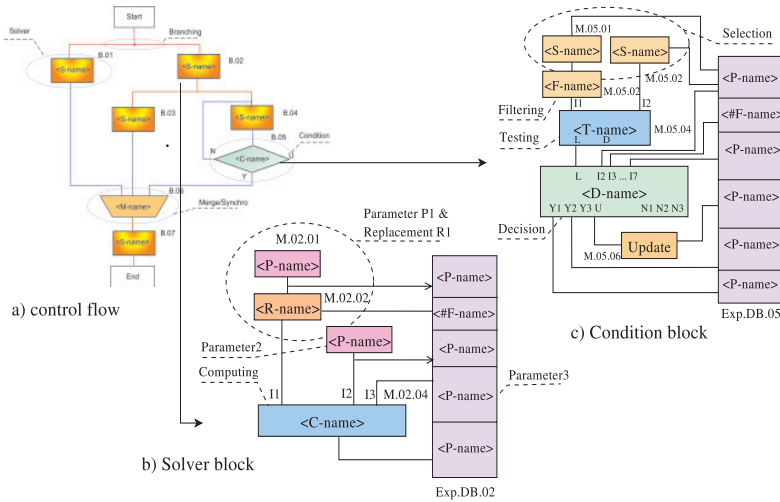 Start
Solver
Branching
B.01
B.02
<S-name>
<S-name>
B.03
B.04
<S-name>
<S-name>
B.05
Condition
N
<C-name>
U
Y
B.06
<M-name>
Merge/Synchro
B.07
<S-name>
End
a) control flow
M.05.01
Selection
<S-name>
<S-name>
<P-name>
M.05.02
<F-name>
M.05.02
Filtering
I1
I2
<#F-name>
<T-name>
M.05.04
Testing
L
D
<P-name>
L
I2 I3 ... I7
<D-name>
Y1 Y2 Y3 U
N1 N2 N3
<P-name>
Decision
Update
M.05.06
<P-name>
<P-name>
Exp.DB.05
c) Condition block
Parameter P1 &
Replacement R1
M.02.01
<P-name>
<P-name>
M.02.02
<R-name>
<#F-name>
Parameter2
<P-name>
<P-name>
Computing
Parameter3
I1
I2
I3
M.02.04
<P-name>
<C-name>
<P-name>
b) Solver block
Exp.DB.02